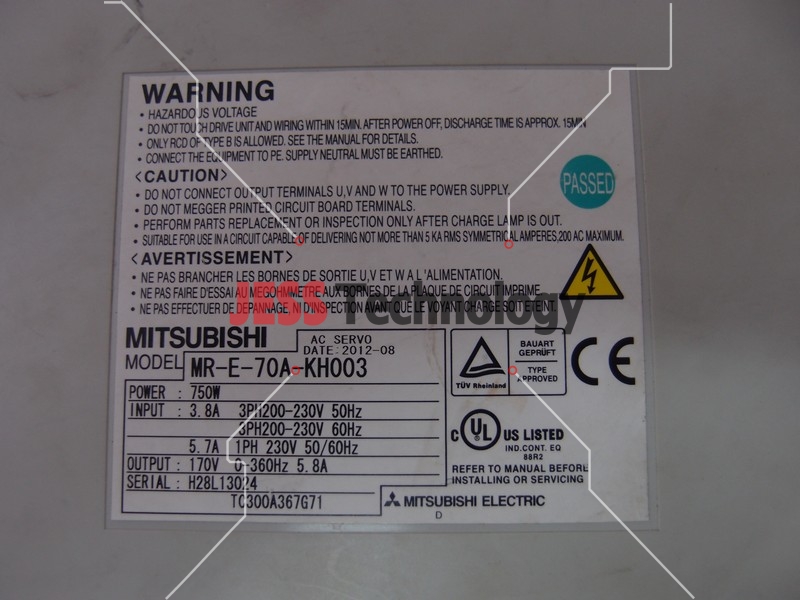 WARNING
• HAZARDOUS VOLTAGE
• DO NOT TOUCH DRIVE UNIT AND WIRING WITHIN 15MIN. AFTER POWER OFF, DISCHARGE TIME IS APPROX. 15MIN
• ONLY RCD OF TYPE B IS ALLOWED. SEE THE MANUAL FOR DETAILS.
• CONNECT THE EQUIPMENT TO PE. SUPPLY NEUTRAL MUST BE EARTHED.
<CAUTION>
• DO NOT CONNECT OUTPUT TERMINALS U,V AND W TO THE POWER SUPPLY.
• DO NOT MEGGER PRINTED CIRCUIT BOARD TERMINALS.
• PERFORM PARTS REPLACEMENT OR INSPECTION ONLY AFTER CHARGE LAMP IS OUT.
• SUITABLE FOR USE IN A CIRCUIT CAPABLE OF DELIVERING NOT MORE THAN 5 KA RMS SYMMETRICAL AMPERES,200 AC MAXIMUM.
PASSED
<AVERTISSEMENT>
• NE PAS BRANCHER LES BORNES DE SORTIE U,V ET W A L'ALIMENTATION.
• NE PAS FAIRE D'ESSAI AU MEGOHMMETRE AUX BORNES DE LA PLAQUE DE CIRCUIT IMPRIME
• NE PAS EFFECTUER DE DEPANNAGE, NI D'INSPECTION AVANT QUE LE VOYANT CHARGE SOIT ETEINT.
JESS Technology
MITSUBISHI
AC SERVO
DATE:2012-08
MODEL MR-E-70A-KH003
POWER : 750W
INPUT : 3.8A 3PH200-230V 50Hz
3PH200-230V 60Hz
5.7A 1PH 230V 50/60Hz
OUTPUT: 170V 0-360Hz 5.8A
SERIAL: H28L13024
TC300A367G71
TÜV Rheinland
BAUART
GEPRÜFT
TYPE
APPROVED
CE
C UL US LISTED
IND.CONT. EQ
88R2
REFER TO MANUAL BEFORE
INSTALLING OR SERVICING
MITSUBISHI ELECTRIC
D